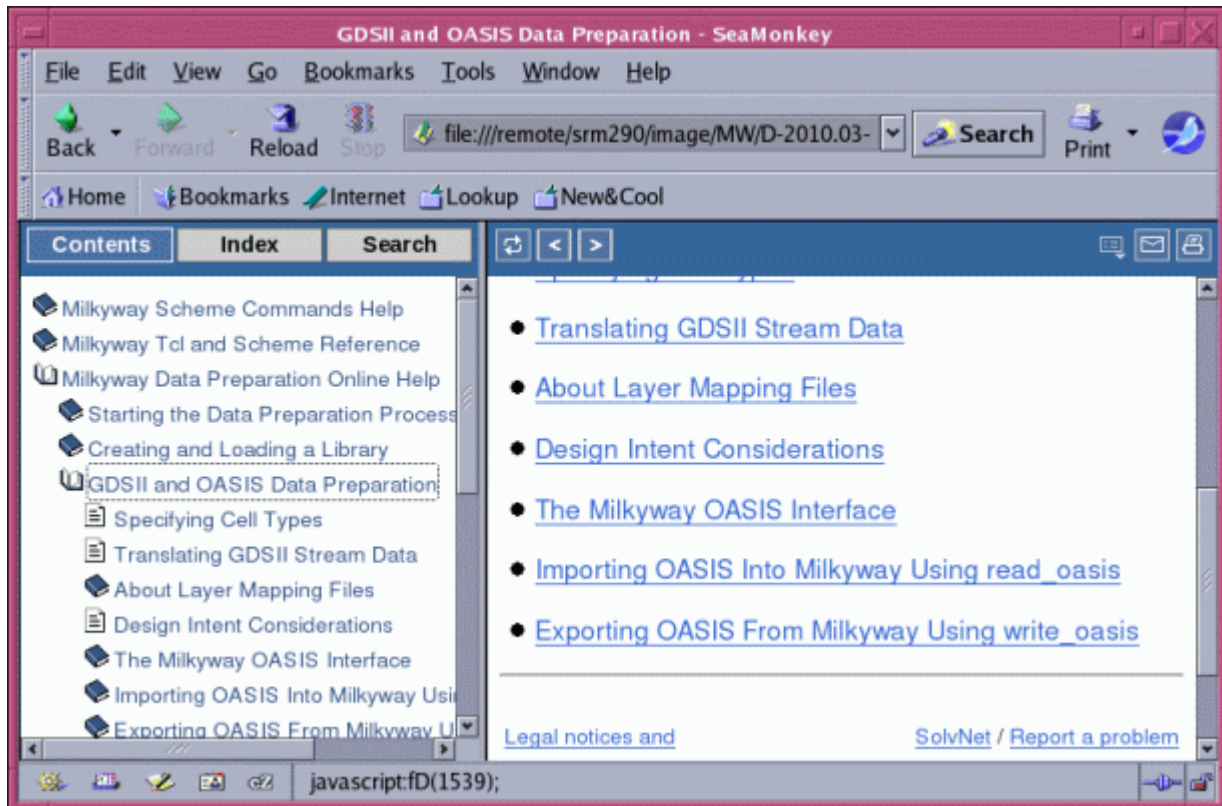 GDSII and OASIS Data Preparation - SeaMonkey
File Edit View Go Bookmarks Tools Window Help
Back Forward Reload Stop file:///remote/srm290/image/MW/D-2010.03- Search Print
Home Bookmarks Internet Lookup New&Cool
Contents Index Search
Milkyway Scheme Commands Help
Milkyway Tcl and Scheme Reference
Milkyway Data Preparation Online Help
Starting the Data Preparation Process
Creating and Loading a Library
GDSII and OASIS Data Preparation
Specifying Cell Types
Translating GDSII Stream Data
About Layer Mapping Files
Design Intent Considerations
The Milkyway OASIS Interface
Importing OASIS Into Milkyway Usi
Exporting OASIS From Milkyway U
Translating GDSII Stream Data
About Layer Mapping Files
Design Intent Considerations
The Milkyway OASIS Interface
Importing OASIS Into Milkyway Using read_oasis
Exporting OASIS From Milkyway Using write_oasis
Legal notices and
SolvNet / Report a problem
javascript:fD(1539);